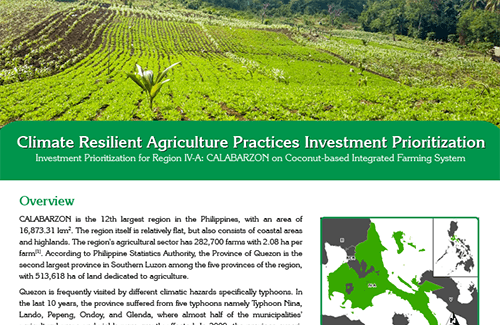 Climate Resilient Agriculture Practices Investment Prioritization
Investment Prioritization for Region IV-A: CALABARZON on Coconut-based Integrated Farming System
Overview
CALABARZON is the 12th largest region in the Philippines, with an area of
16,873.31 km². The region itself is relatively flat, but also consists of coastal areas
and highlands. The region's agricultural sector has 282,700 farms with 2.08 ha per
farm[1]. According to Philippine Statistics Authority, the Province of Quezon is the
second largest province in Southern Luzon among the five provinces of the region,
with 513,618 ha of land dedicated to agriculture.
Quezon is frequently visited by different climatic hazards specifically typhoons. In
the last 10 years, the province suffered from five typhoons namely Typhoon Nina,
Lando, Pepeng, Ondoy, and Glenda, where almost half of the municipalities'